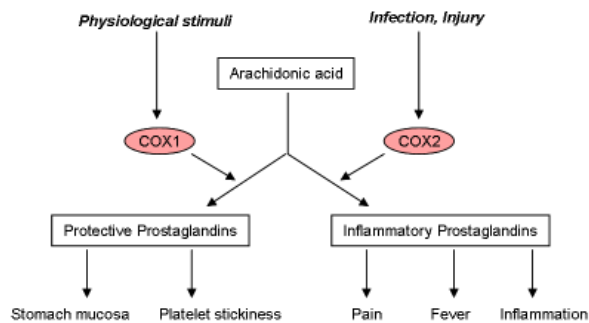 Physiological stimuli
Infection, Injury
Arachidonic acid
COX1
COX2
Protective Prostaglandins
Inflammatory Prostaglandins
Stomach mucosa
Platelet stickiness
Pain
Fever
Inflammation